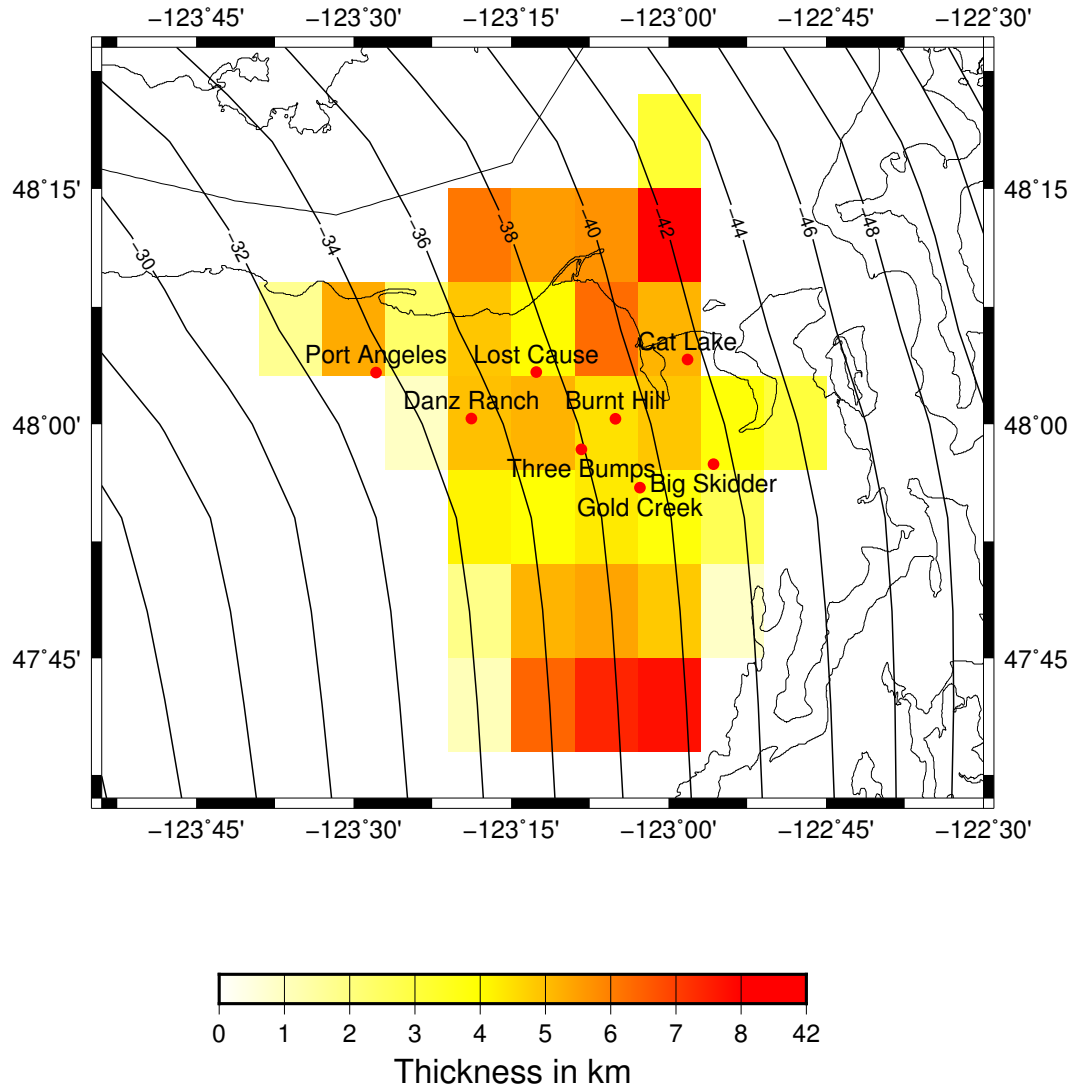 −123˚45' −123˚30' −123˚15' −123˚00' −122˚45' −122˚30'
48˚15' 48˚15'
−30 −32 −34 −36 −38 −40 −42 −44 −46 −48
Cat Lake
Port Angeles Lost Cause
Danz Ranch Burnt Hill
48˚00' 48˚00'
Three Bumps
Big Skidder
Gold Creek
47˚45' 47˚45'
−123˚45' −123˚30' −123˚15' −123˚00' −122˚45' −122˚30'
0 1 2 3 4 5 6 7 8 42
Thickness in km